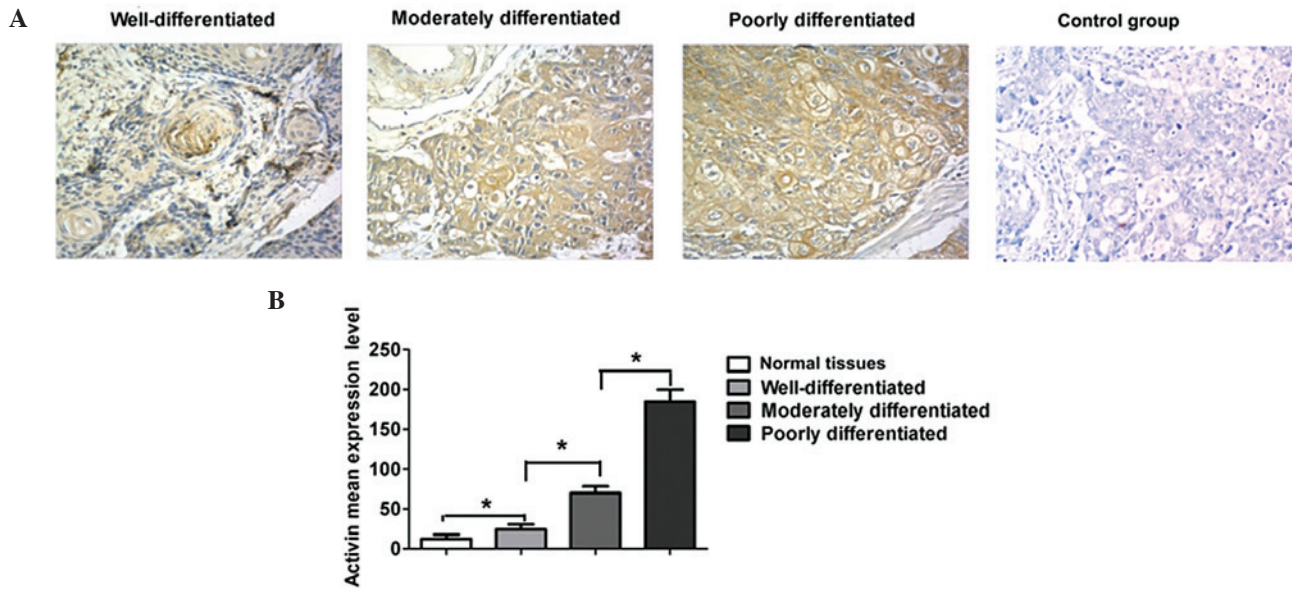 A
Well-differentiated
Moderately differentiated
Poorly differentiated
Control group
B
Activin mean expression level
250
200
150
100
50
0
*
*
*
Normal tissues
Well-differentiated
Moderately differentiated
Poorly differentiated